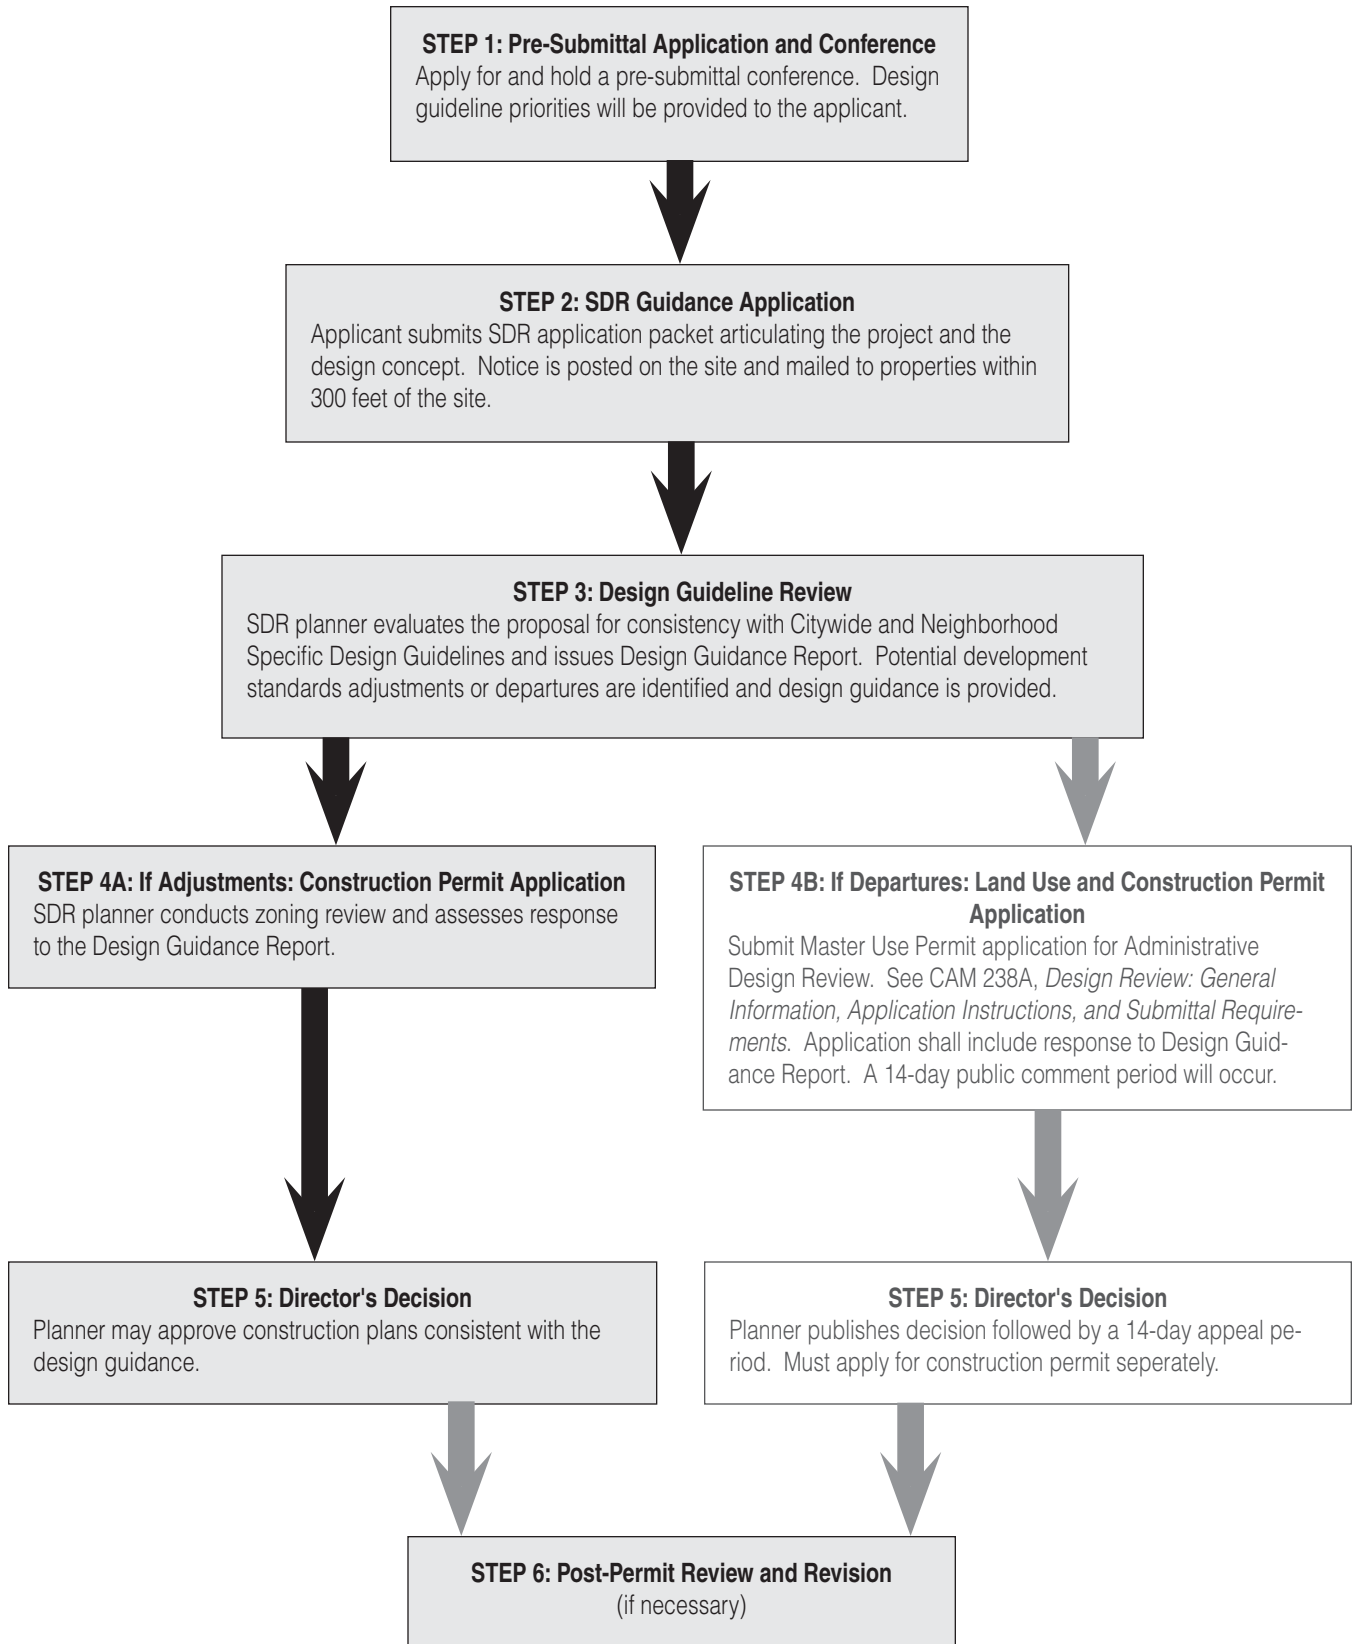 STEP 1: Pre-Submittal Application and Conference
Apply for and hold a pre-submittal conference. Design
guideline priorities will be provided to the applicant.
STEP 2: SDR Guidance Application
Applicant submits SDR application packet articulating the project and the
design concept. Notice is posted on the site and mailed to properties within
300 feet of the site.
STEP 3: Design Guideline Review
SDR planner evaluates the proposal for consistency with Citywide and Neighborhood
Specific Design Guidelines and issues Design Guidance Report. Potential development
standards adjustments or departures are identified and design guidance is provided.
STEP 4A: If Adjustments: Construction Permit Application
SDR planner conducts zoning review and assesses response
to the Design Guidance Report.
STEP 4B: If Departures: Land Use and Construction Permit
Application
Submit Master Use Permit application for Administrative
Design Review. See CAM 238A, Design Review: General
Information, Application Instructions, and Submittal Require-
ments. Application shall include response to Design Guid-
ance Report. A 14-day public comment period will occur.
STEP 5: Director's Decision
Planner may approve construction plans consistent with the
design guidance.
STEP 5: Director's Decision
Planner publishes decision followed by a 14-day appeal pe-
riod. Must apply for construction permit seperately.
STEP 6: Post-Permit Review and Revision
(if necessary)